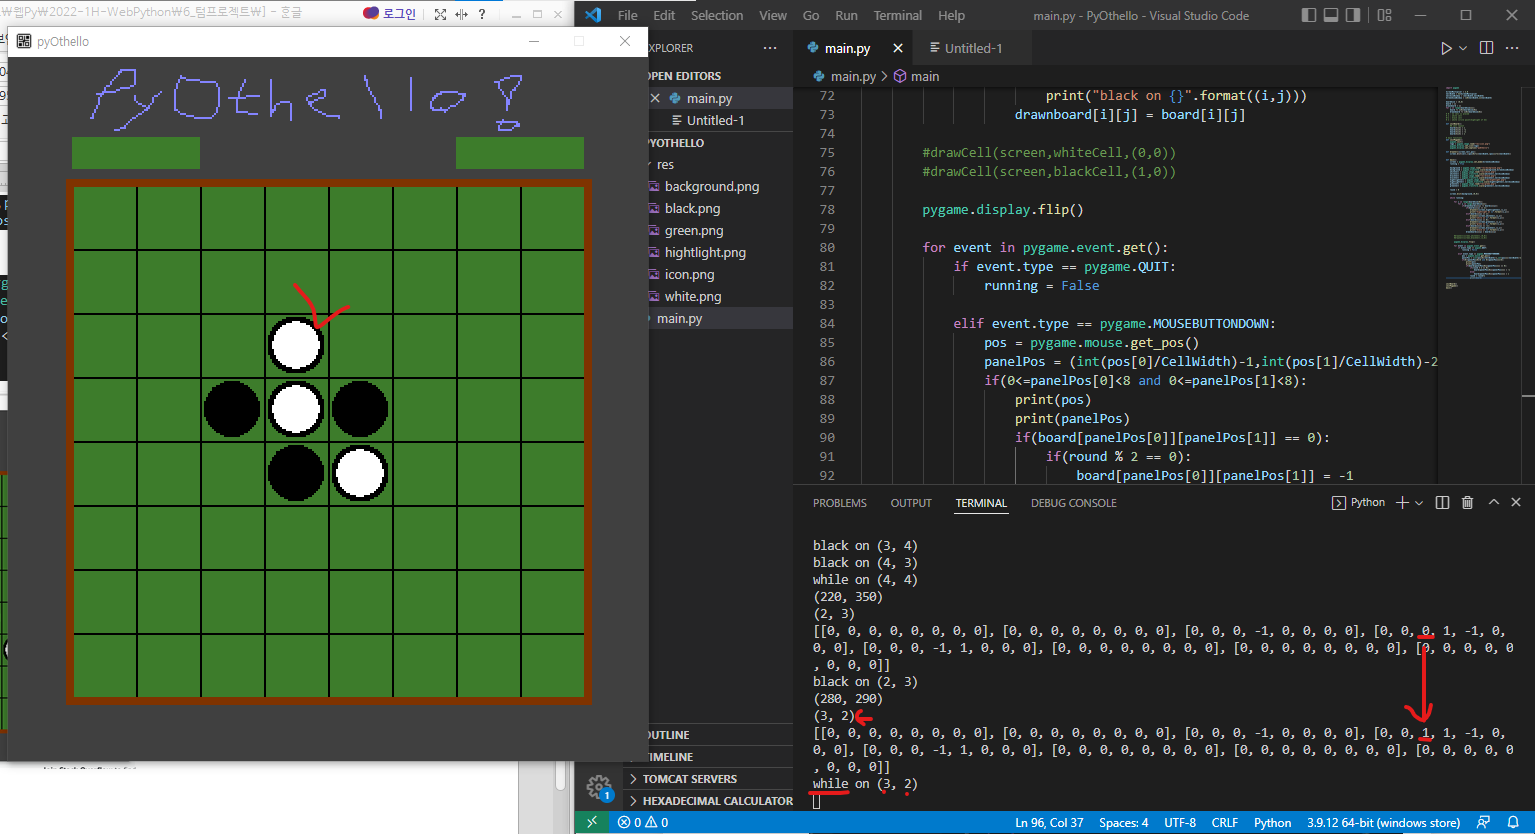 ₩웹Py₩2022-1H-WebPython₩6_텀프로젝트₩] - 훈글
로그인
?
pyOthello
PyOthello!
File Edit Selection View Go Run Terminal Help
main.py - PyOthello - Visual Studio Code
EXPLORER
OPEN EDITORS
main.py
Untitled-1
PYOTHELLO
res
background.png
black.png
green.png
hightlight.png
icon.png
white.png
main.py
OUTLINE
TIMELINE
TOMCAT SERVERS
HEXADECIMAL CALCULATOR
main.py
Untitled-1
main.py > main
72 print("black on {}".format((i,j)))
73 drawnboard[i][j] = board[i][j]
74
75 #drawCell(screen,whiteCell,(0,0))
76 #drawCell(screen,blackCell,(1,0))
77
78 pygame.display.flip()
79
80 for event in pygame.event.get():
81 if event.type == pygame.QUIT:
82 running = False
83
84 elif event.type == pygame.MOUSEBUTTONDOWN:
85 pos = pygame.mouse.get_pos()
86 panelPos = (int(pos[0]/CellWidth)-1,int(pos[1]/CellWidth)-2
87 if(0<=panelPos[0]<8 and 0<=panelPos[1]<8):
88 print(pos)
89 print(panelPos)
90 if(board[panelPos[0]][panelPos[1]] == 0):
91 if(round % 2 == 0):
92 board[panelPos[0]][panelPos[1]] = -1
PROBLEMS OUTPUT TERMINAL DEBUG CONSOLE
Python
black on (3, 4)
black on (4, 3)
while on (4, 4)
(220, 350)
(2, 3)
[[0, 0, 0, 0, 0, 0, 0, 0], [0, 0, 0, 0, 0, 0, 0, 0], [0, 0, 0, -1, 0, 0, 0, 0], [0, 0, 0, 1, -1, 0,
0, 0], [0, 0, 0, -1, 1, 0, 0, 0], [0, 0, 0, 0, 0, 0, 0, 0], [0, 0, 0, 0, 0, 0, 0, 0], [0, 0, 0, 0, 0
, 0, 0, 0]]
black on (2, 3)
(280, 290)
(3, 2)
[[0, 0, 0, 0, 0, 0, 0, 0], [0, 0, 0, 0, 0, 0, 0, 0], [0, 0, 0, -1, 0, 0, 0, 0], [0, 0, 1, 1, -1, 0,
0, 0], [0, 0, 0, -1, 1, 0, 0, 0], [0, 0, 0, 0, 0, 0, 0, 0], [0, 0, 0, 0, 0, 0, 0, 0], [0, 0, 0, 0, 0
, 0, 0, 0]]
while on (3, 2)
1
0 0
Ln 96, Col 37 Spaces: 4 UTF-8 CRLF Python 3.9.12 64-bit (windows store)